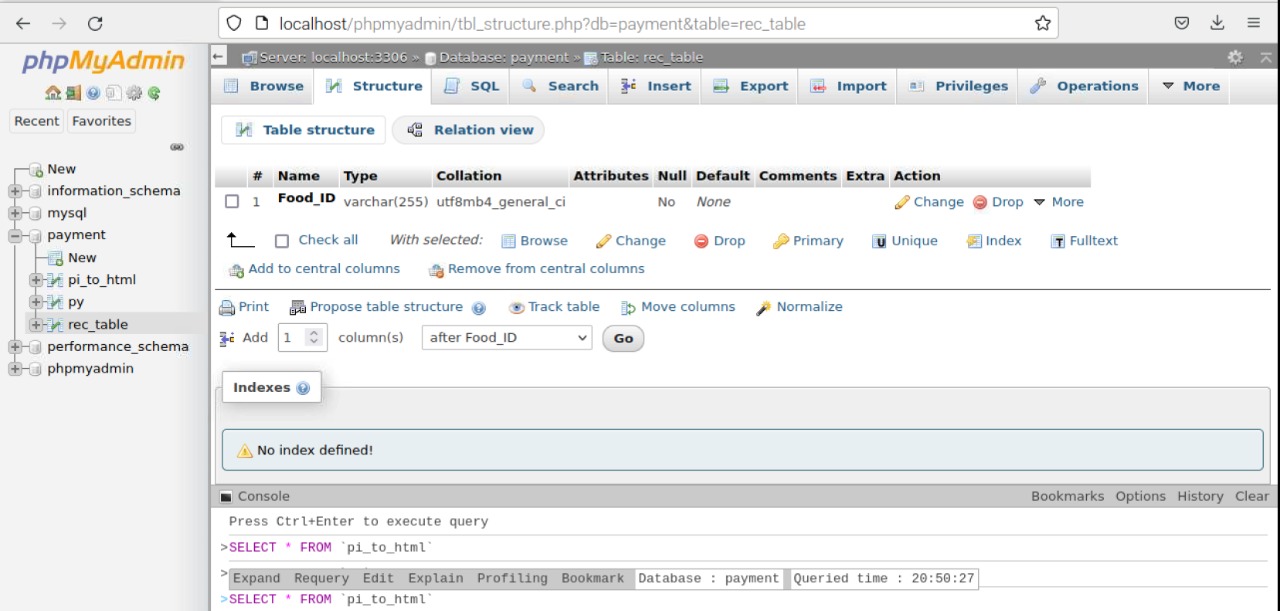 localhost/phpmyadmin/tbl_structure.php?db=payment&table=rec_table
phpMyAdmin
Recent Favorites
New
information_schema
mysql
payment
New
pi_to_html
py
rec_table
performance_schema
phpmyadmin
Server: localhost:3306 » Database: payment » Table: rec_table
Browse Structure SQL Search Insert Export Import Privileges Operations More
Table structure Relation view
# Name Type Collation Attributes Null Default Comments Extra Action
1 Food_ID varchar(255) utf8mb4_general_ci No None Change Drop More
Check all With selected: Browse Change Drop Primary Unique Index Fulltext
Add to central columns Remove from central columns
Print Propose table structure Track table Move columns Normalize
Add 1 column(s) after Food_ID Go
Indexes
No index defined!
Console Bookmarks Options History Clear
Press Ctrl+Enter to execute query
>SELECT * FROM `pi_to_html`
>
Expand Requery Edit Explain Profiling Bookmark Database : payment Queried time : 20:50:27
>SELECT * FROM `pi_to_html`